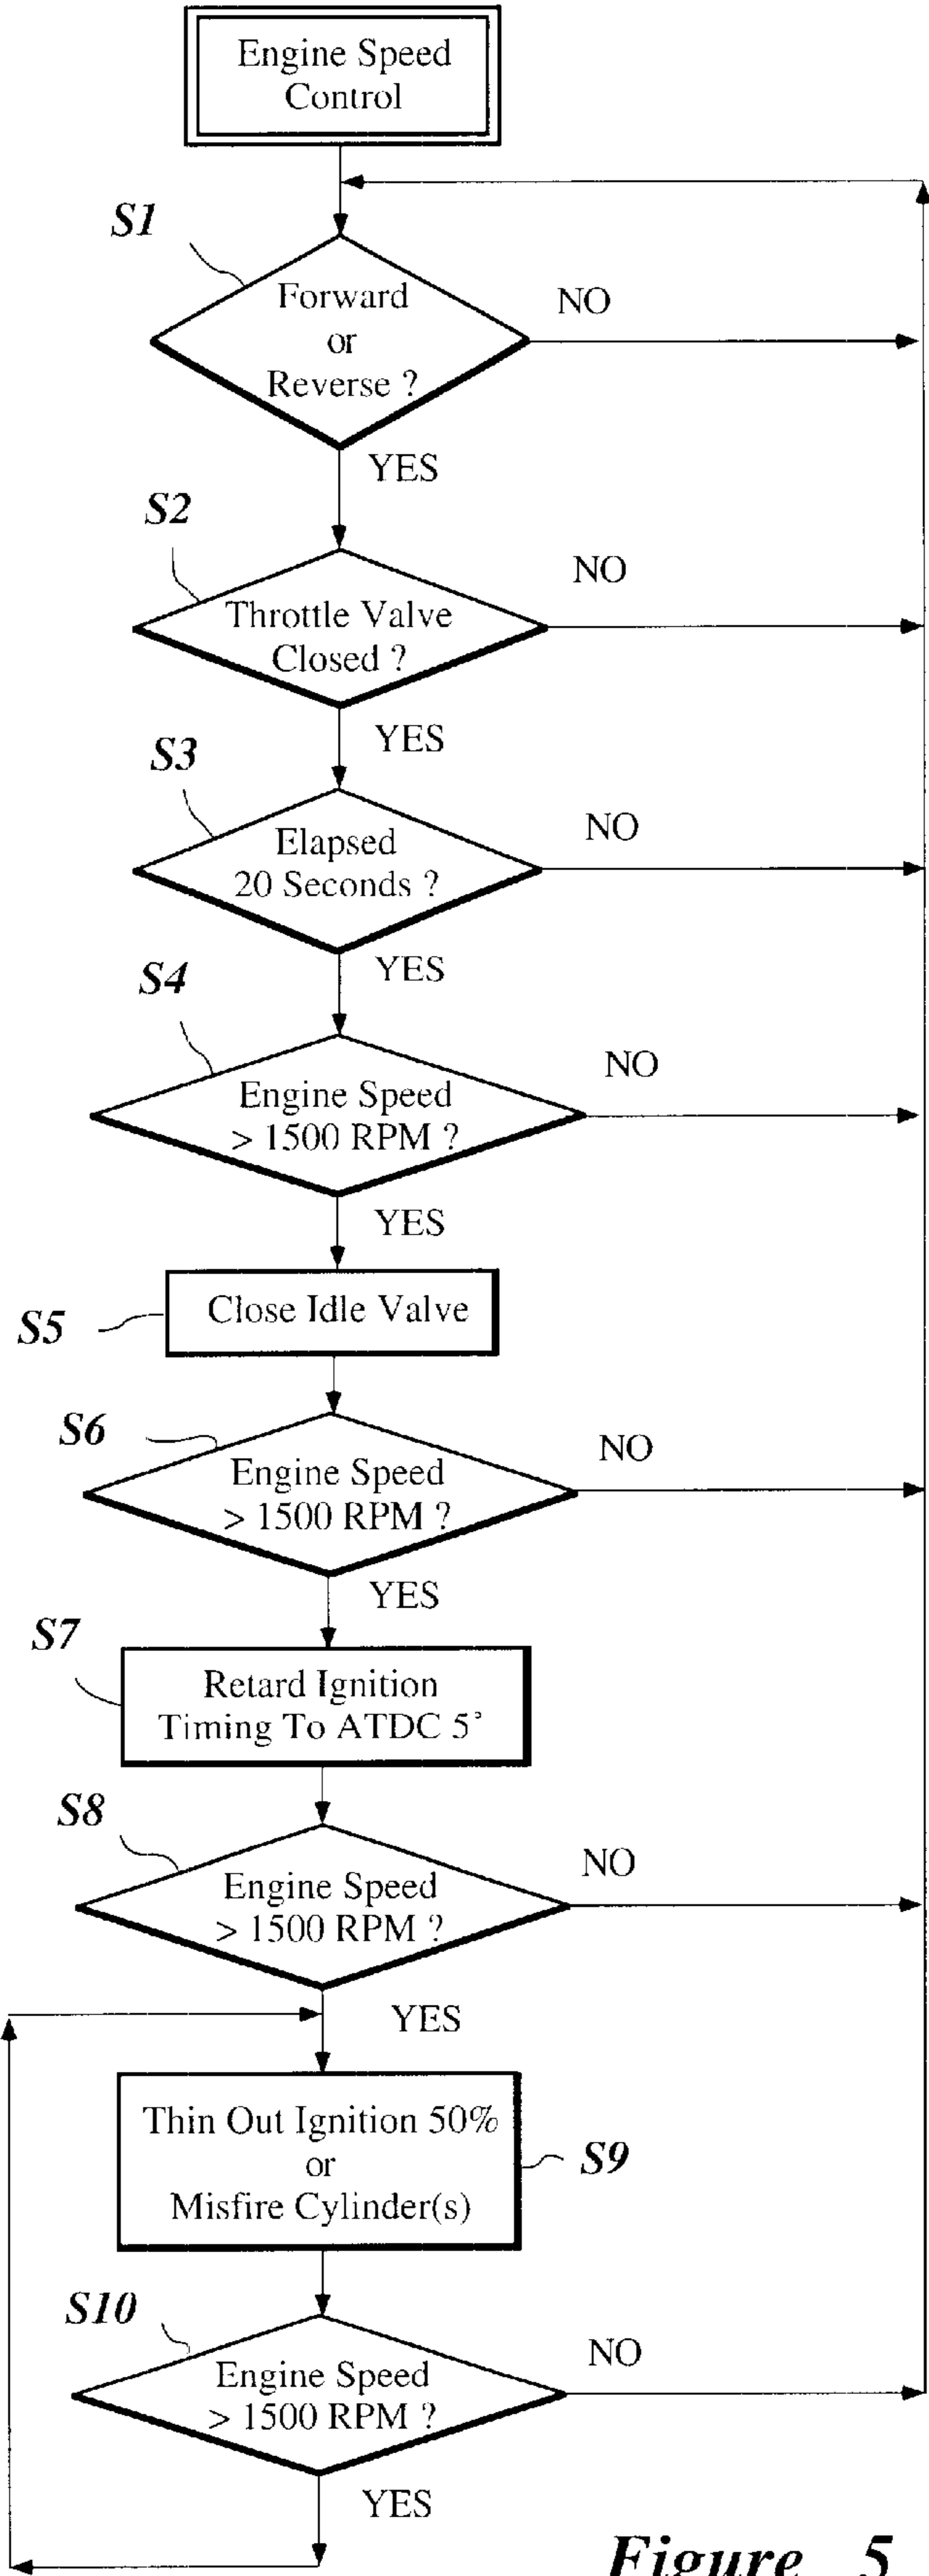 Engine Speed
Control
S1
Forward
or
Reverse ?
NO
YES
S2
Throttle Valve
Closed ?
NO
YES
S3
Elapsed
20 Seconds ?
NO
YES
S4
Engine Speed
> 1500 RPM ?
NO
YES
S5
Close Idle Valve
S6
Engine Speed
> 1500 RPM ?
NO
YES
S7
Retard Ignition
Timing To ATDC 5°
S8
Engine Speed
> 1500 RPM ?
NO
YES
Thin Out Ignition 50%
or
Misfire Cylinder(s)
S9
S10
Engine Speed
> 1500 RPM ?
NO
YES
Figure 5